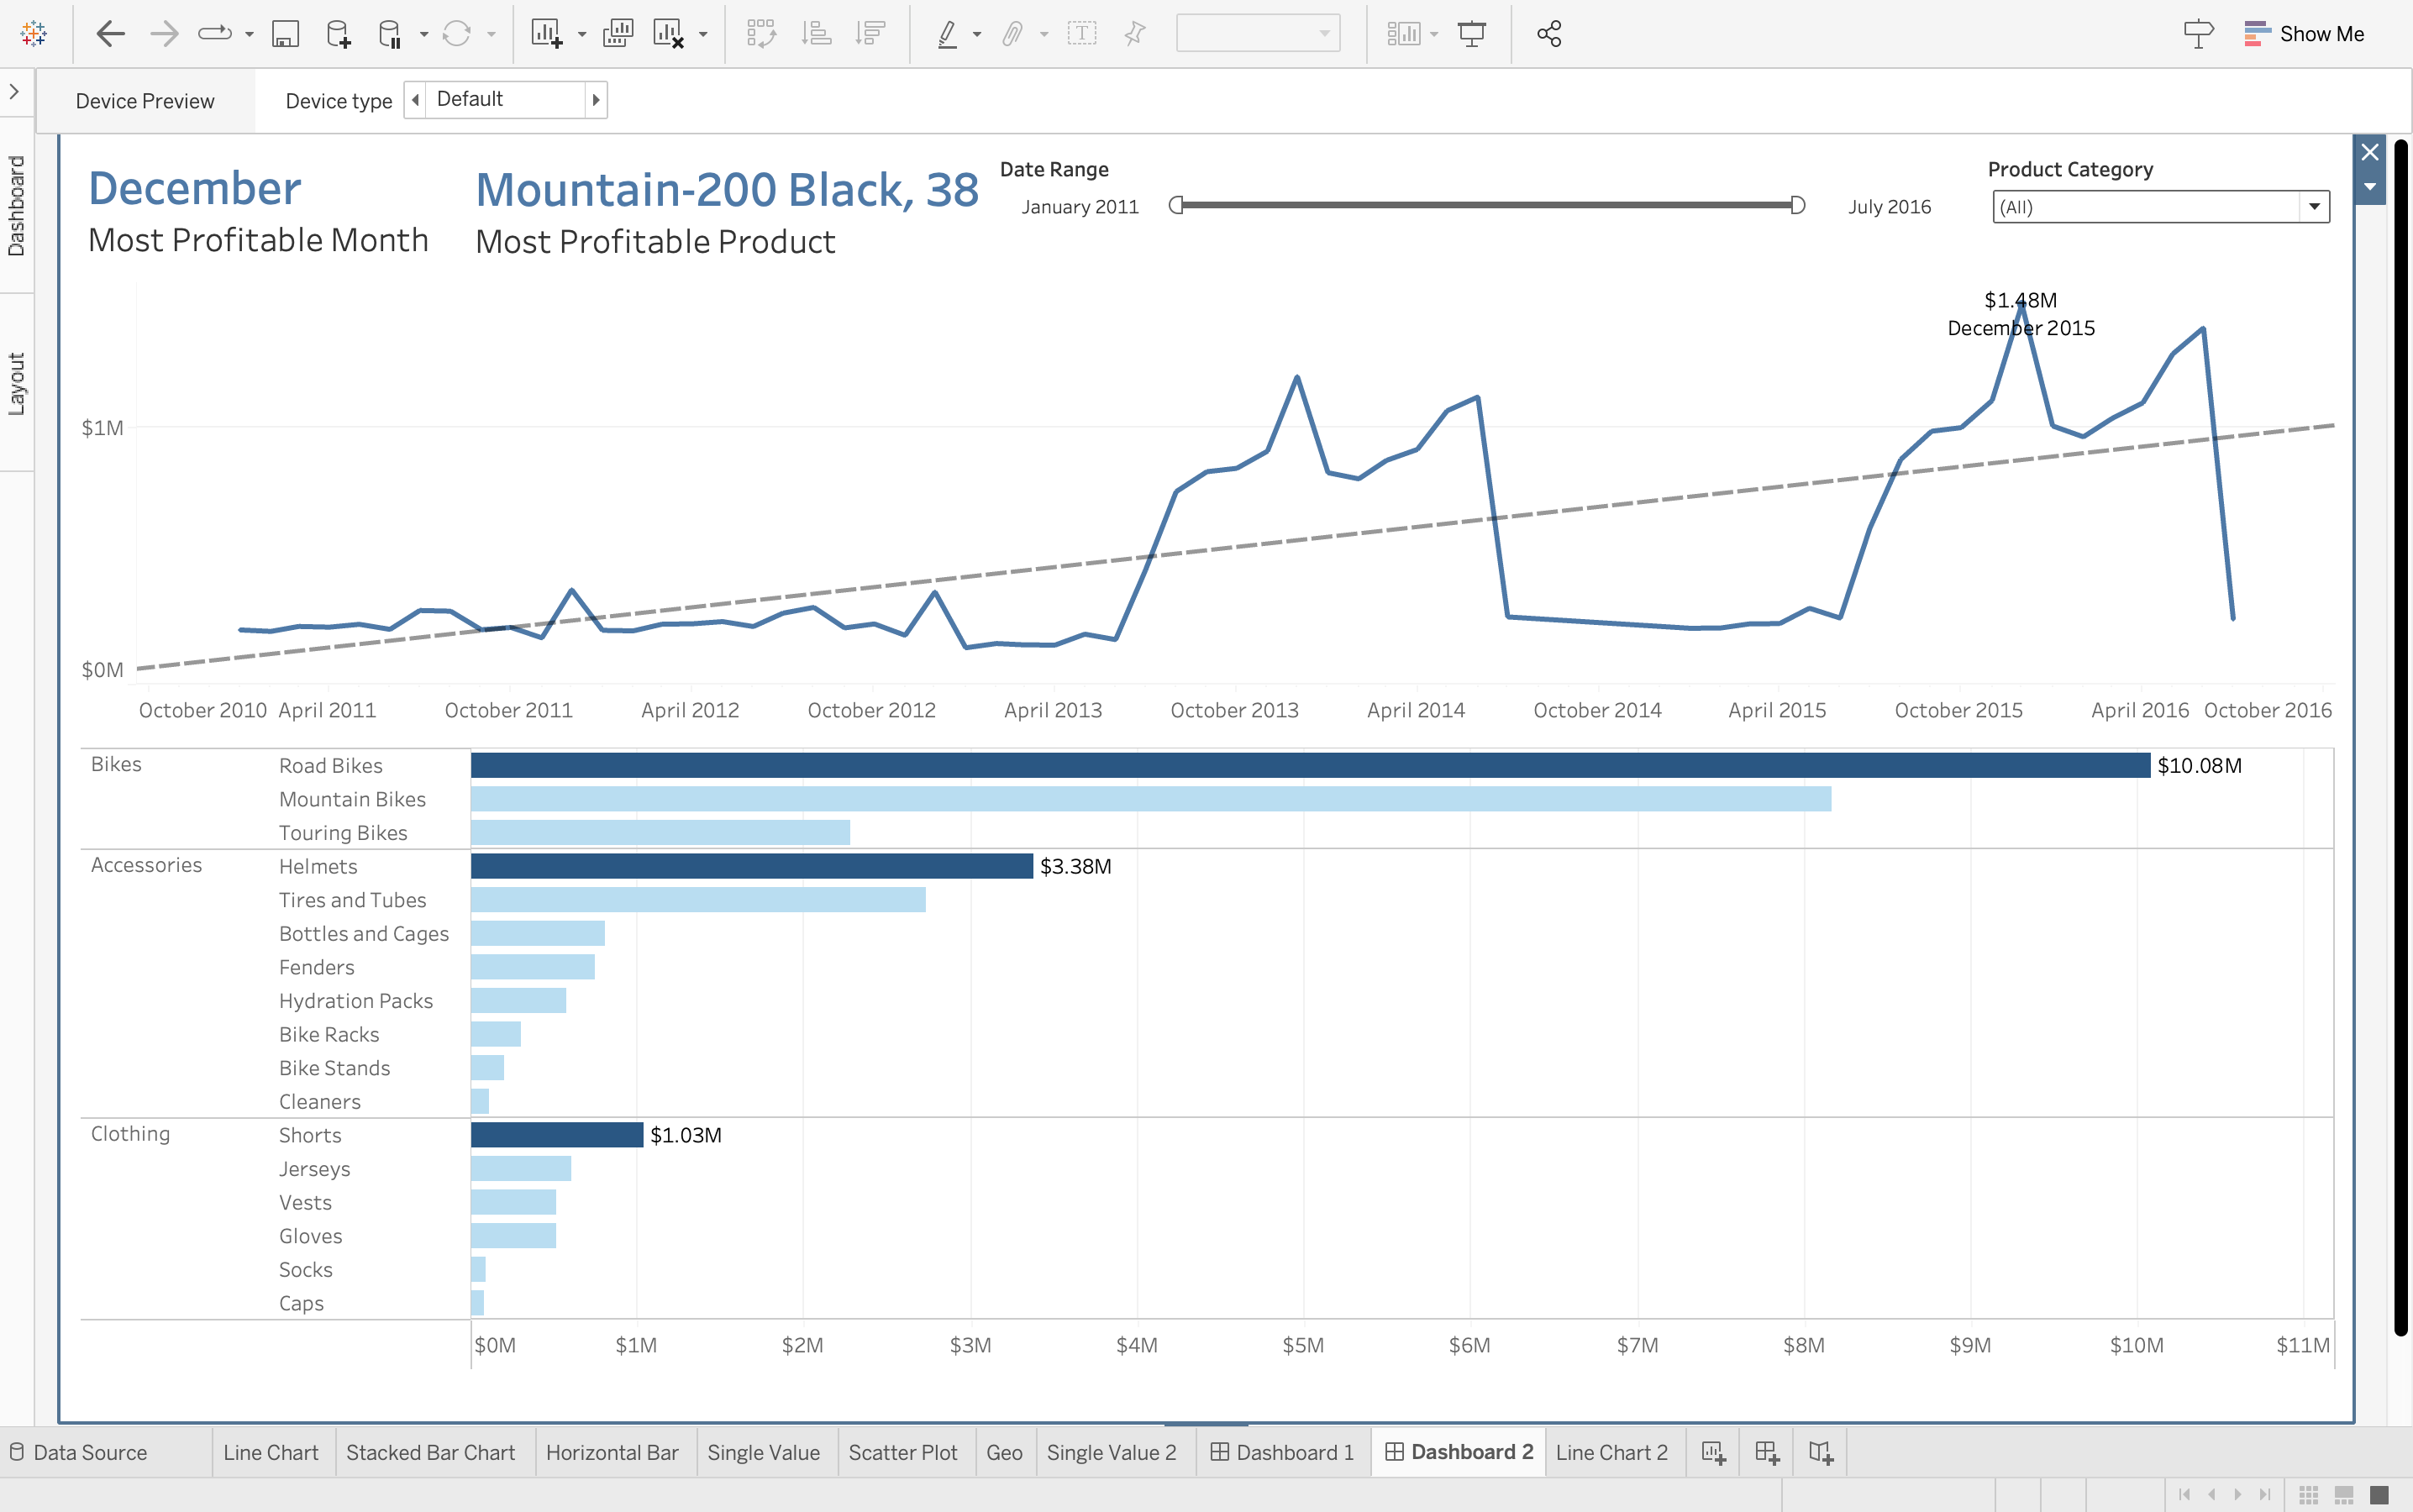 Show Me
Device Preview
Device type
Default
Dashboard
Layout
December
Most Profitable Month
Mountain-200 Black, 38
Most Profitable Product
Date Range
January 2011
July 2016
Product Category
(All)
$1.48M
December 2015
$1M
$0M
October 2010 April 2011 October 2011 April 2012 October 2012 April 2013 October 2013 April 2014 October 2014 April 2015 October 2015 April 2016 October 2016
Bikes Road Bikes $10.08M
Mountain Bikes
Touring Bikes
Accessories Helmets $3.38M
Tires and Tubes
Bottles and Cages
Fenders
Hydration Packs
Bike Racks
Bike Stands
Cleaners
Clothing Shorts $1.03M
Jerseys
Vests
Gloves
Socks
Caps
$0M $1M $2M $3M $4M $5M $6M $7M $8M $9M $10M $11M
Data Source Line Chart Stacked Bar Chart Horizontal Bar Single Value Scatter Plot Geo Single Value 2 Dashboard 1 Dashboard 2 Line Chart 2